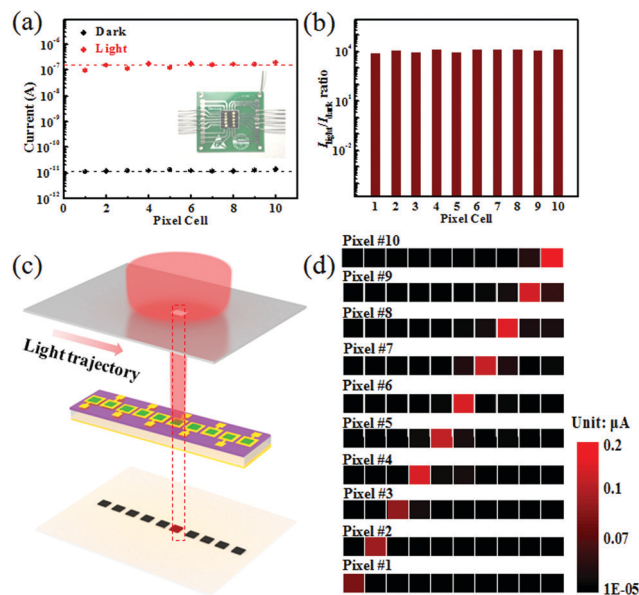 (a)
Dark
Light
Current (A)
10^-6
10^-7
10^-8
10^-9
10^-10
10^-11
10^-12
0 2 4 6 8 10
Pixel Cell
(b)
I_light/I_dark ratio
10^4
10^1
10^-2
1 2 3 4 5 6 7 8 9 10
Pixel Cell
(c)
Light trajectory
(d)
Pixel #10
Pixel #9
Pixel #8
Pixel #7
Pixel #6
Pixel #5
Pixel #4
Pixel #3
Pixel #2
Pixel #1
Unit: μA
0.2
0.1
0.07
1E-05